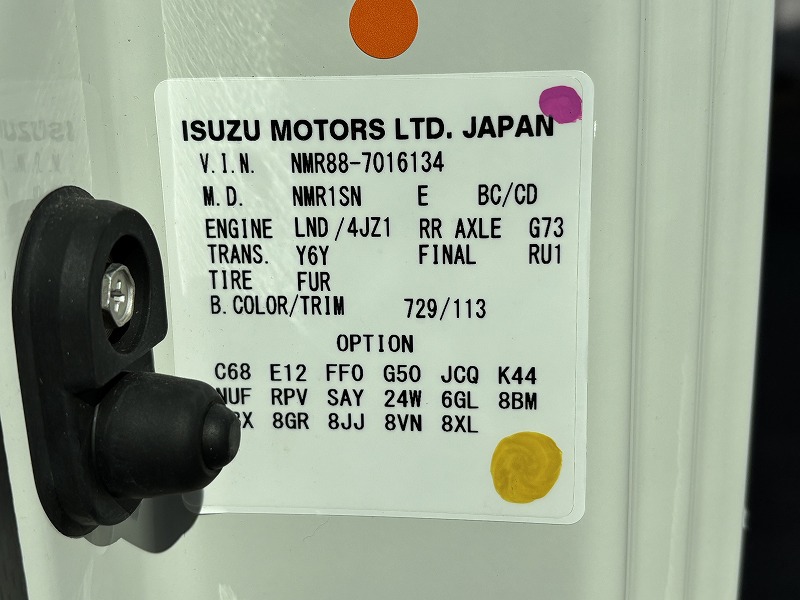 ISUZU MOTORS LTD. JAPAN
V.I.N. NMR88-7016134
M.D. NMR1SN E BC/CD
ENGINE LND/4JZ1 RR AXLE G73
TRANS. Y6Y FINAL RU1
TIRE FUR
B.COLOR/TRIM 729/113
OPTION
C68 E12 FF0 G50 JCQ K44
NUF RPV SAY 24W 6GL 8BM
8GR 8JJ 8VN 8XL